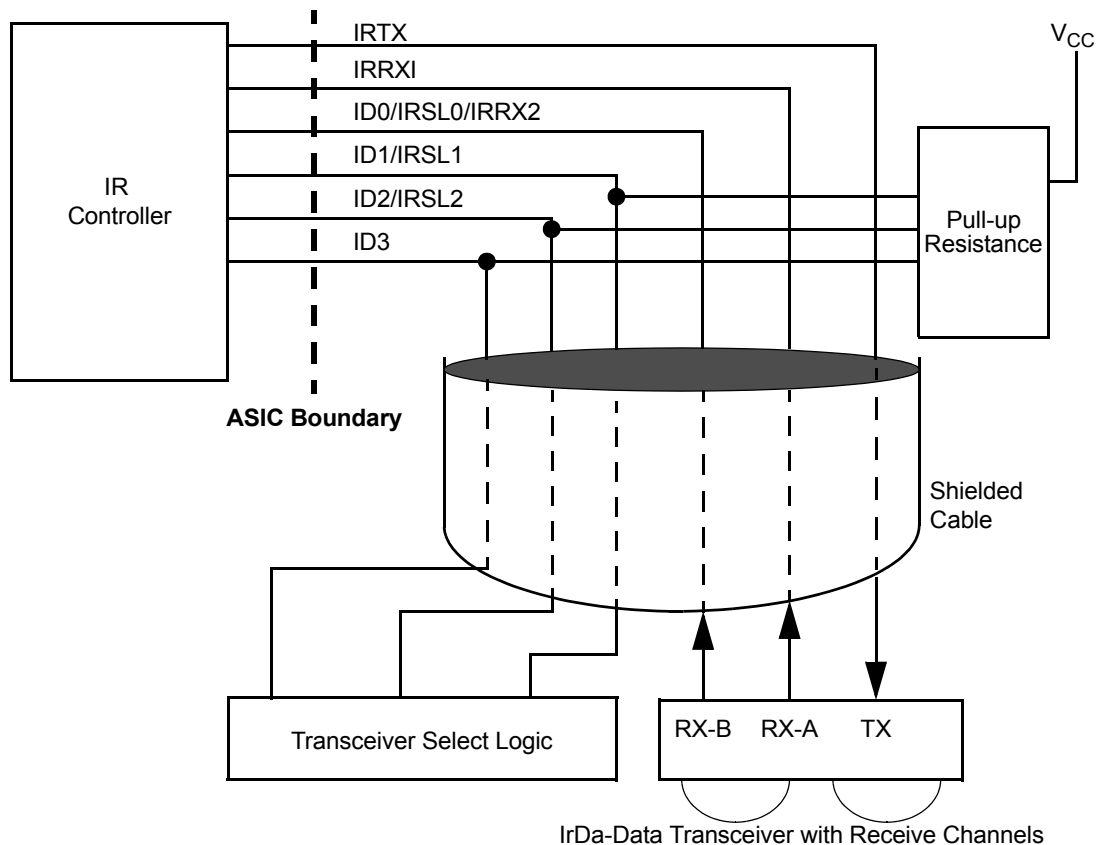 IRTX
VCC
IRRXI
ID0/IRSL0/IRRX2
ID1/IRSL1
IR
Controller
ID2/IRSL2
ID3
Pull-up
Resistance
ASIC Boundary
Shielded
Cable
Transceiver Select Logic
RX-B RX-A TX
IrDa-Data Transceiver with Receive Channels